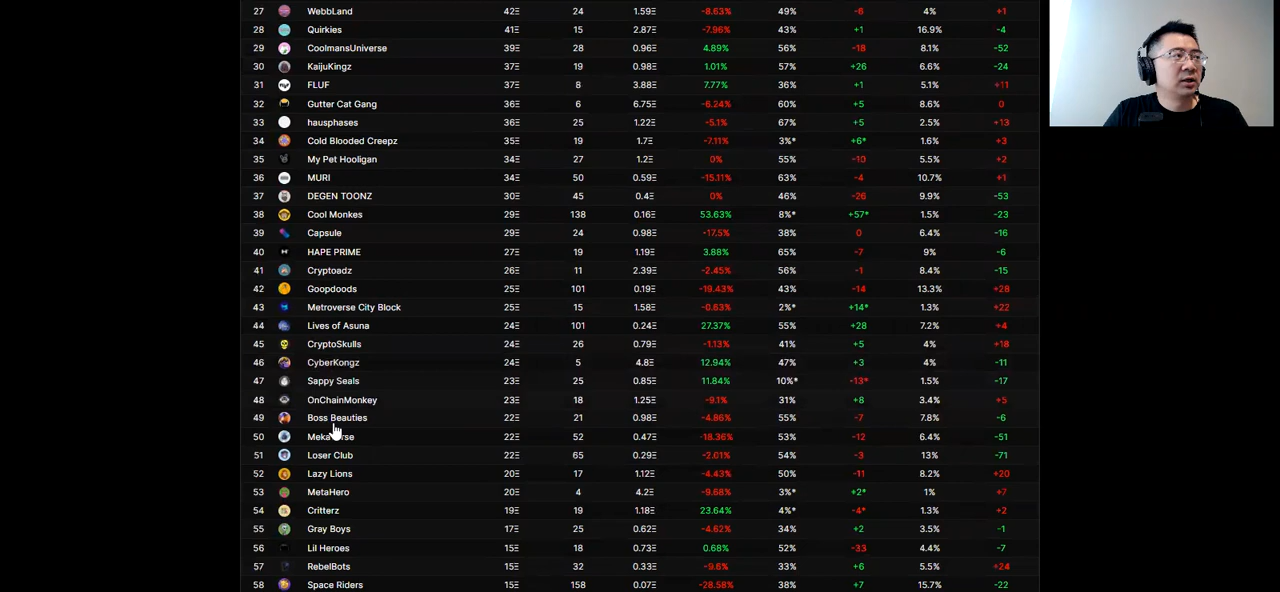 27 WebbLand 42Ξ 24 1.59Ξ -8.63% 49% -6 4% +1
28 Quirkies 41Ξ 15 2.87Ξ -7.96% 43% +1 16.9% -4
29 CoolmansUniverse 39Ξ 28 0.96Ξ 4.89% 56% -18 8.1% -52
30 KaijuKingz 37Ξ 19 0.98Ξ 1.01% 57% +26 6.6% -24
31 FLUF 37Ξ 8 3.88Ξ 7.77% 36% +1 5.1% +11
32 Gutter Cat Gang 36Ξ 6 6.75Ξ -6.24% 60% +5 8.6% 0
33 hausphases 36Ξ 25 1.22Ξ -5.1% 67% +5 2.5% +13
34 Cold Blooded Creepz 35Ξ 19 1.7Ξ -7.11% 3%* +6* 1.6% +3
35 My Pet Hooligan 34Ξ 27 1.2Ξ 0% 55% -10 5.5% +2
36 MURI 34Ξ 50 0.59Ξ -15.11% 63% -4 10.7% +1
37 DEGEN TOONZ 30Ξ 45 0.4Ξ 0% 46% -26 9.9% -53
38 Cool Monkes 29Ξ 138 0.16Ξ 53.63% 8%* +57* 1.5% -23
39 Capsule 29Ξ 24 0.98Ξ -17.5% 38% 0 6.4% -16
40 HAPE PRIME 27Ξ 19 1.19Ξ 3.88% 65% -7 9% -6
41 Cryptoadz 26Ξ 11 2.39Ξ -2.45% 56% -1 8.4% -15
42 Goopdoods 25Ξ 101 0.19Ξ -19.43% 43% -14 13.3% +28
43 Metroverse City Block 25Ξ 15 1.58Ξ -0.63% 2%* +14* 1.3% +22
44 Lives of Asuna 24Ξ 101 0.24Ξ 27.37% 55% +28 7.2% +4
45 CryptoSkulls 24Ξ 26 0.79Ξ -1.13% 41% +5 4% +18
46 CyberKongz 24Ξ 5 4.8Ξ 12.94% 47% +3 4% -11
47 Sappy Seals 23Ξ 25 0.85Ξ 11.84% 10%* -13* 1.5% -17
48 OnChainMonkey 23Ξ 18 1.25Ξ -9.1% 31% +8 3.4% +5
49 Boss Beauties 22Ξ 21 0.98Ξ -4.86% 55% -7 7.8% -6
50 22Ξ 52 0.47Ξ -18.36% 53% -12 6.4% -51
51 Loser Club 22Ξ 65 0.29Ξ -2.01% 54% -3 13% -71
52 Lazy Lions 20Ξ 17 1.12Ξ -4.43% 50% -11 8.2% +20
53 MetaHero 20Ξ 4 4.2Ξ -9.68% 3%* +2* 1% +7
54 Critterz 19Ξ 19 1.18Ξ 23.64% 4%* -4* 1.3% +2
55 Gray Boys 17Ξ 25 0.62Ξ -4.62% 34% +2 3.5% -1
56 Lil Heroes 15Ξ 18 0.73Ξ 0.68% 52% -33 4.4% -7
57 RebelBots 15Ξ 32 0.33Ξ -9.6% 33% +6 5.5% +24
58 Space Riders 15Ξ 158 0.07Ξ -28.58% 38% +7 15.7% -22